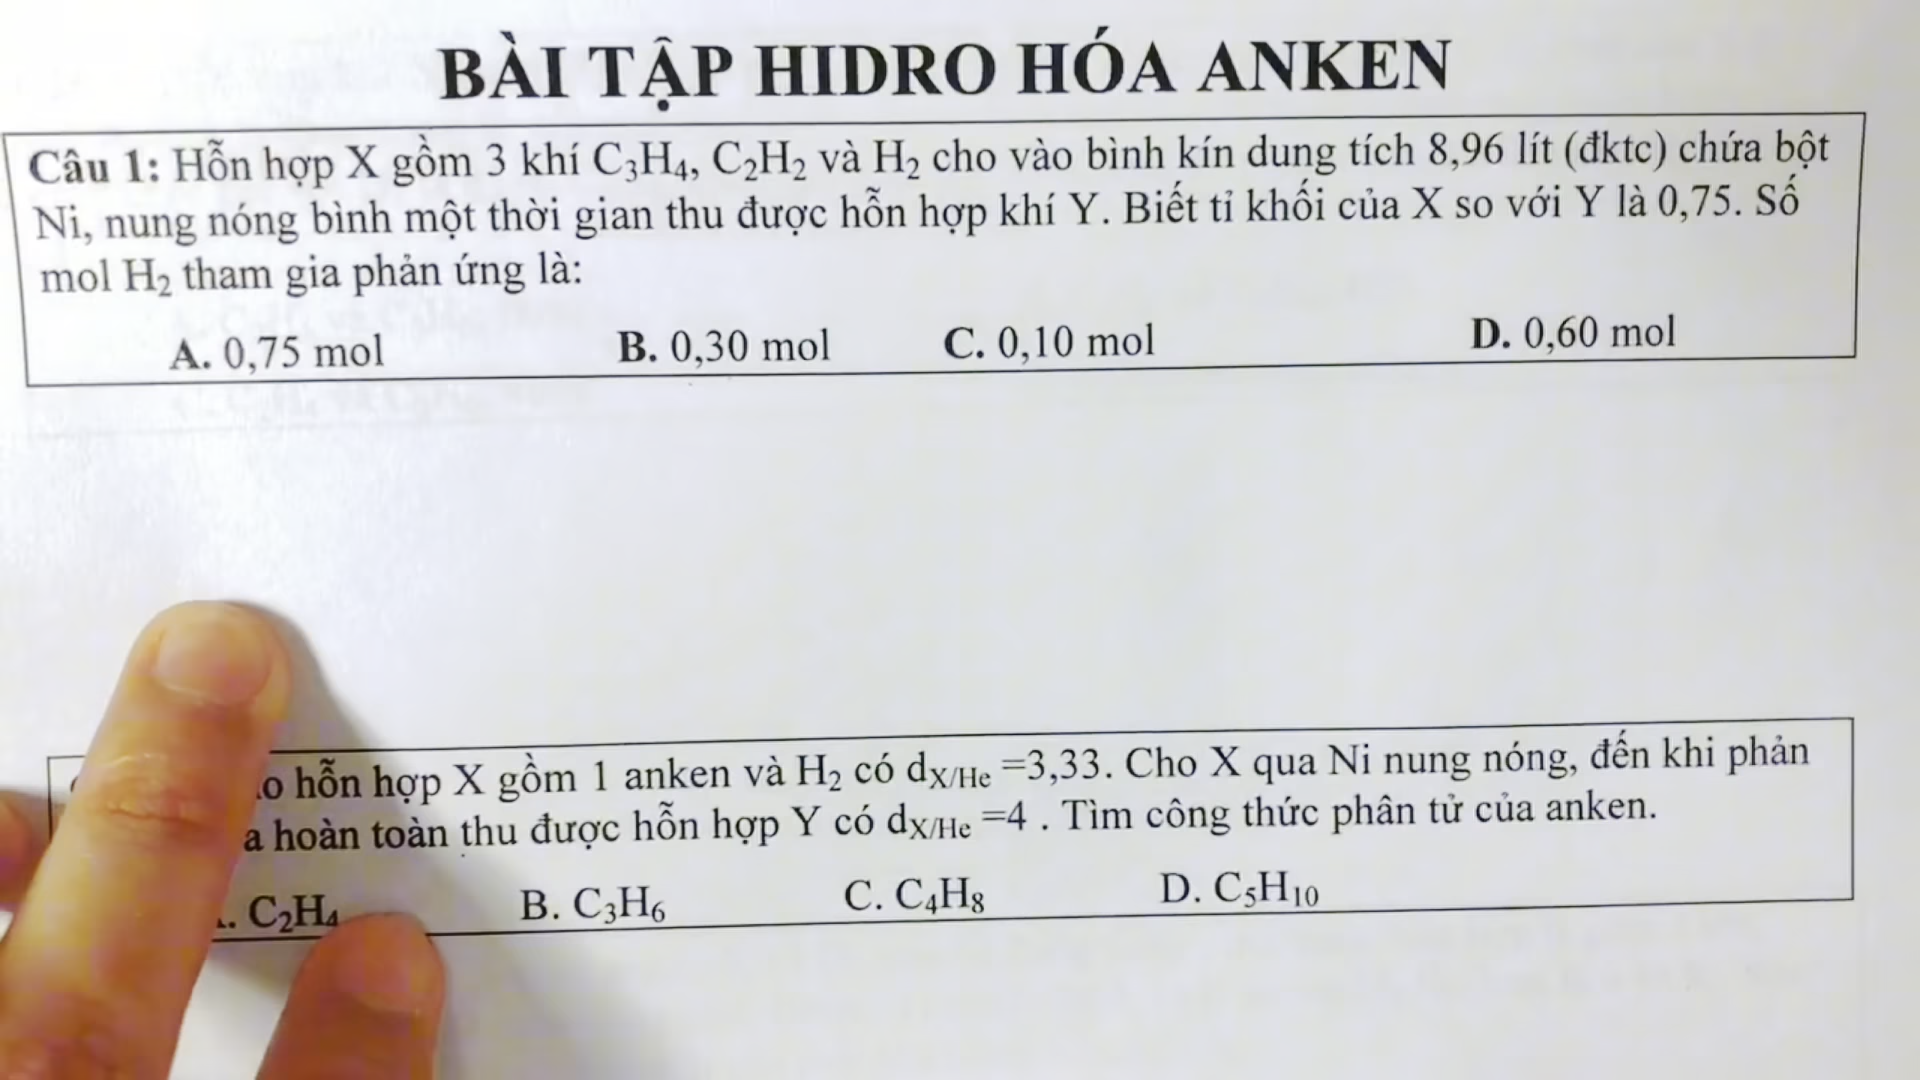 BÀI TẬP HIDRO HÓA ANKEN
Câu 1: Hỗn hợp X gồm 3 khí C₃H₄, C₂H₂ và H₂ cho vào bình kín dung tích 8,96 lít (đktc) chứa bột
Ni, nung nóng bình một thời gian thu được hỗn hợp khí Y. Biết tỉ khối của X so với Y là 0,75. Số
mol H₂ tham gia phản ứng là:
A. 0,75 mol B. 0,30 mol C. 0,10 mol D. 0,60 mol
hỗn hợp X gồm 1 anken và H₂ có dX/He =3,33. Cho X qua Ni nung nóng, đến khi phản
hoàn toàn thu được hỗn hợp Y có dX/He =4 . Tìm công thức phân tử của anken.
C₂H₄ B. C₃H₆ C. C₄H₈ D. C₅H₁₀